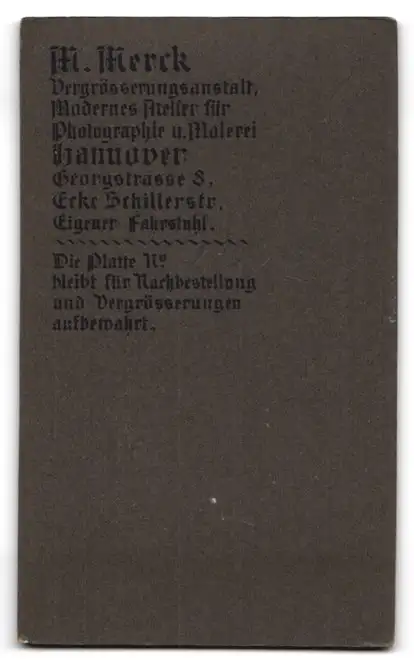 M. Merck
Vergrösserungsanstalt,
Modernes Atelier für
Photographie u. Malerei
Hannover
Georgstrasse 8,
Ecke Schillerstr.
Eigener Fahrstuhl.
Die Platte No
bleibt für Nachbestellung
und Vergrösserungen
aufbewahrt.